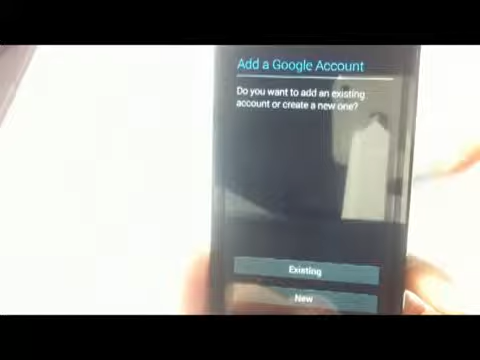 Add a Google Account
Do you want to add an existing
account or create a new one?
Existing
New